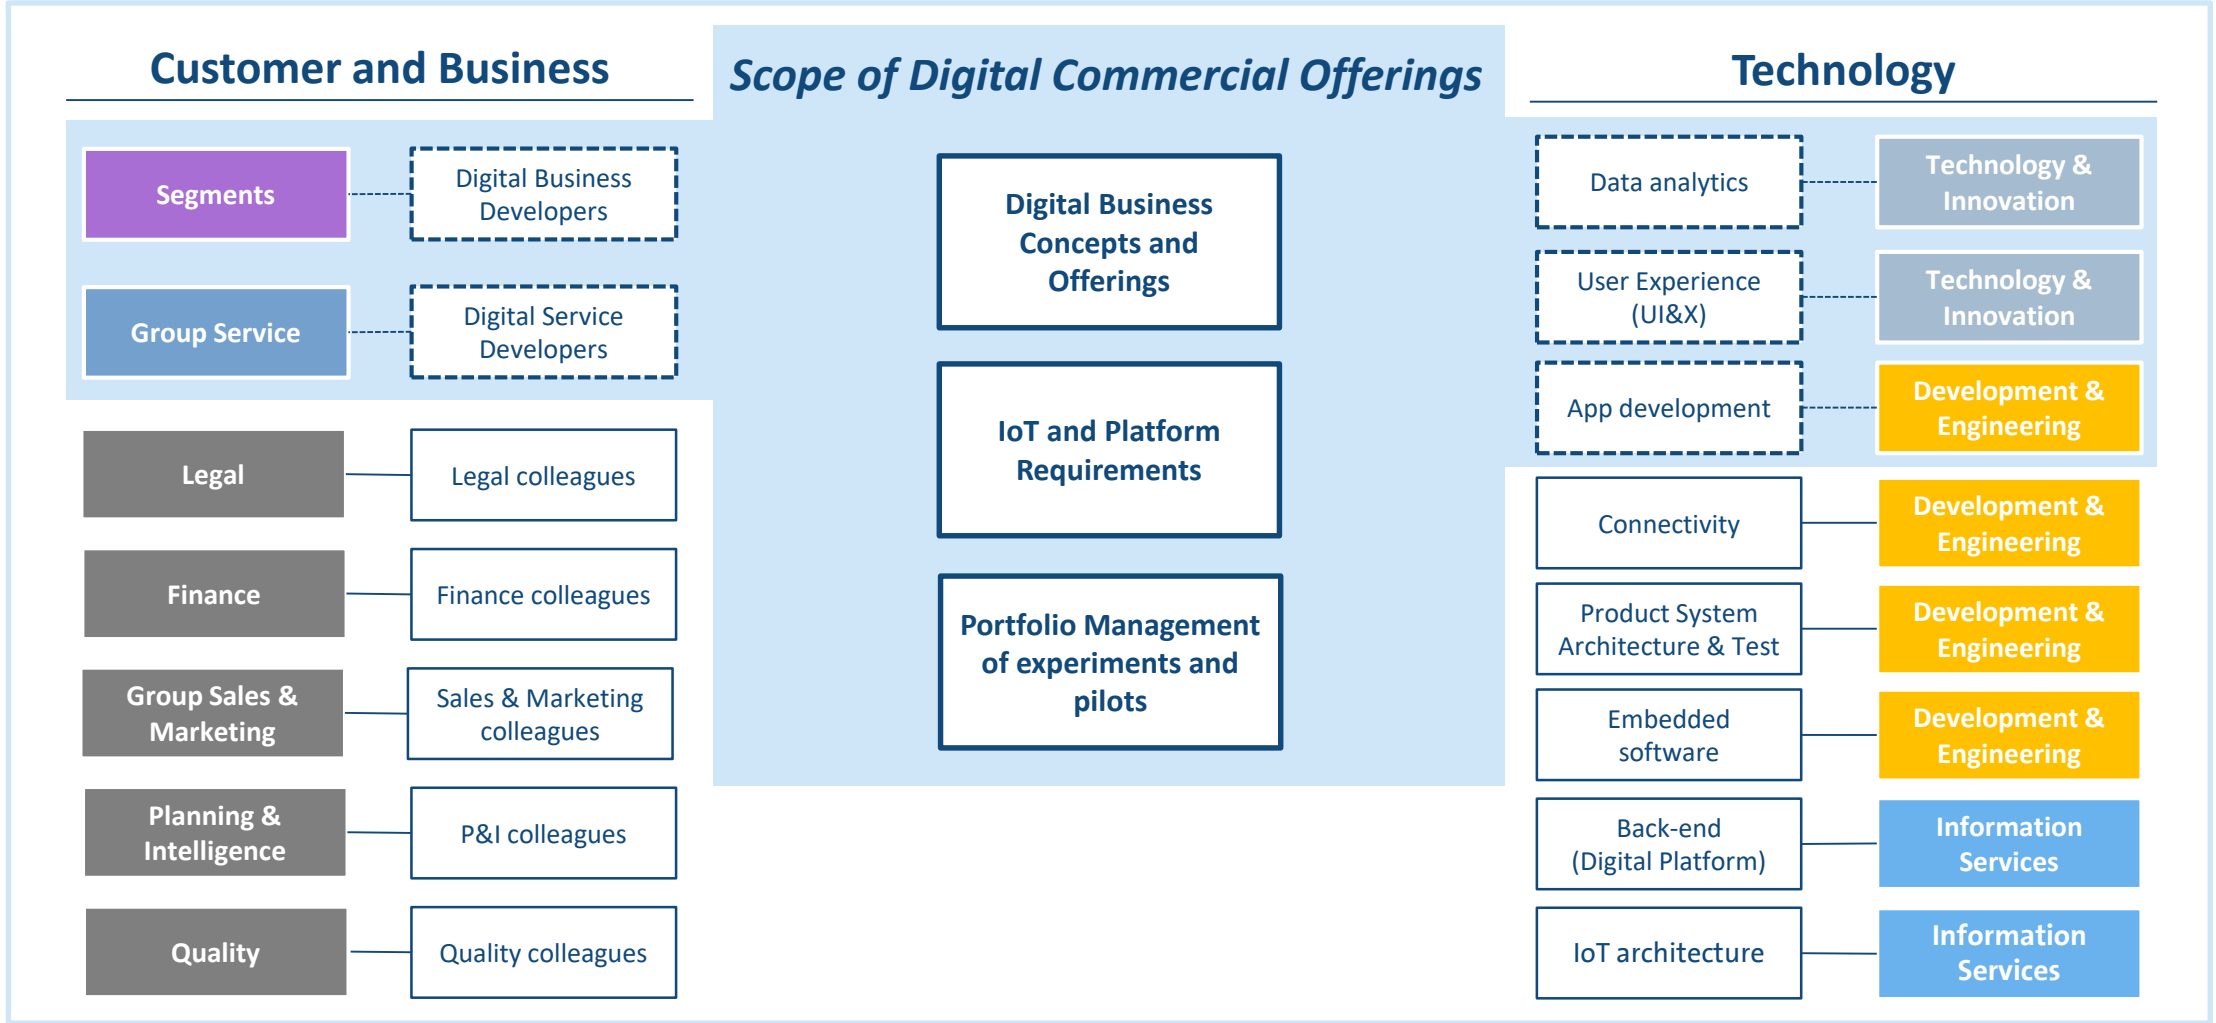 Customer and Business
Segments
Digital Business
Developers
Group Service
Digital Service
Developers
Legal
Legal colleagues
Finance
Finance colleagues
Group Sales &
Marketing
Sales & Marketing
colleagues
Planning &
Intelligence
P&I colleagues
Quality
Quality colleagues
Scope of Digital Commercial Offerings
Digital Business
Concepts and
Offerings
IoT and Platform
Requirements
Portfolio Management
of experiments and
pilots
Technology
Data analytics
Technology &
Innovation
User Experience
(UI&X)
Technology &
Innovation
App development
Development &
Engineering
Connectivity
Development &
Engineering
Product System
Architecture & Test
Development &
Engineering
Embedded
software
Development &
Engineering
Back-end
(Digital Platform)
Information
Services
IoT architecture
Information
Services